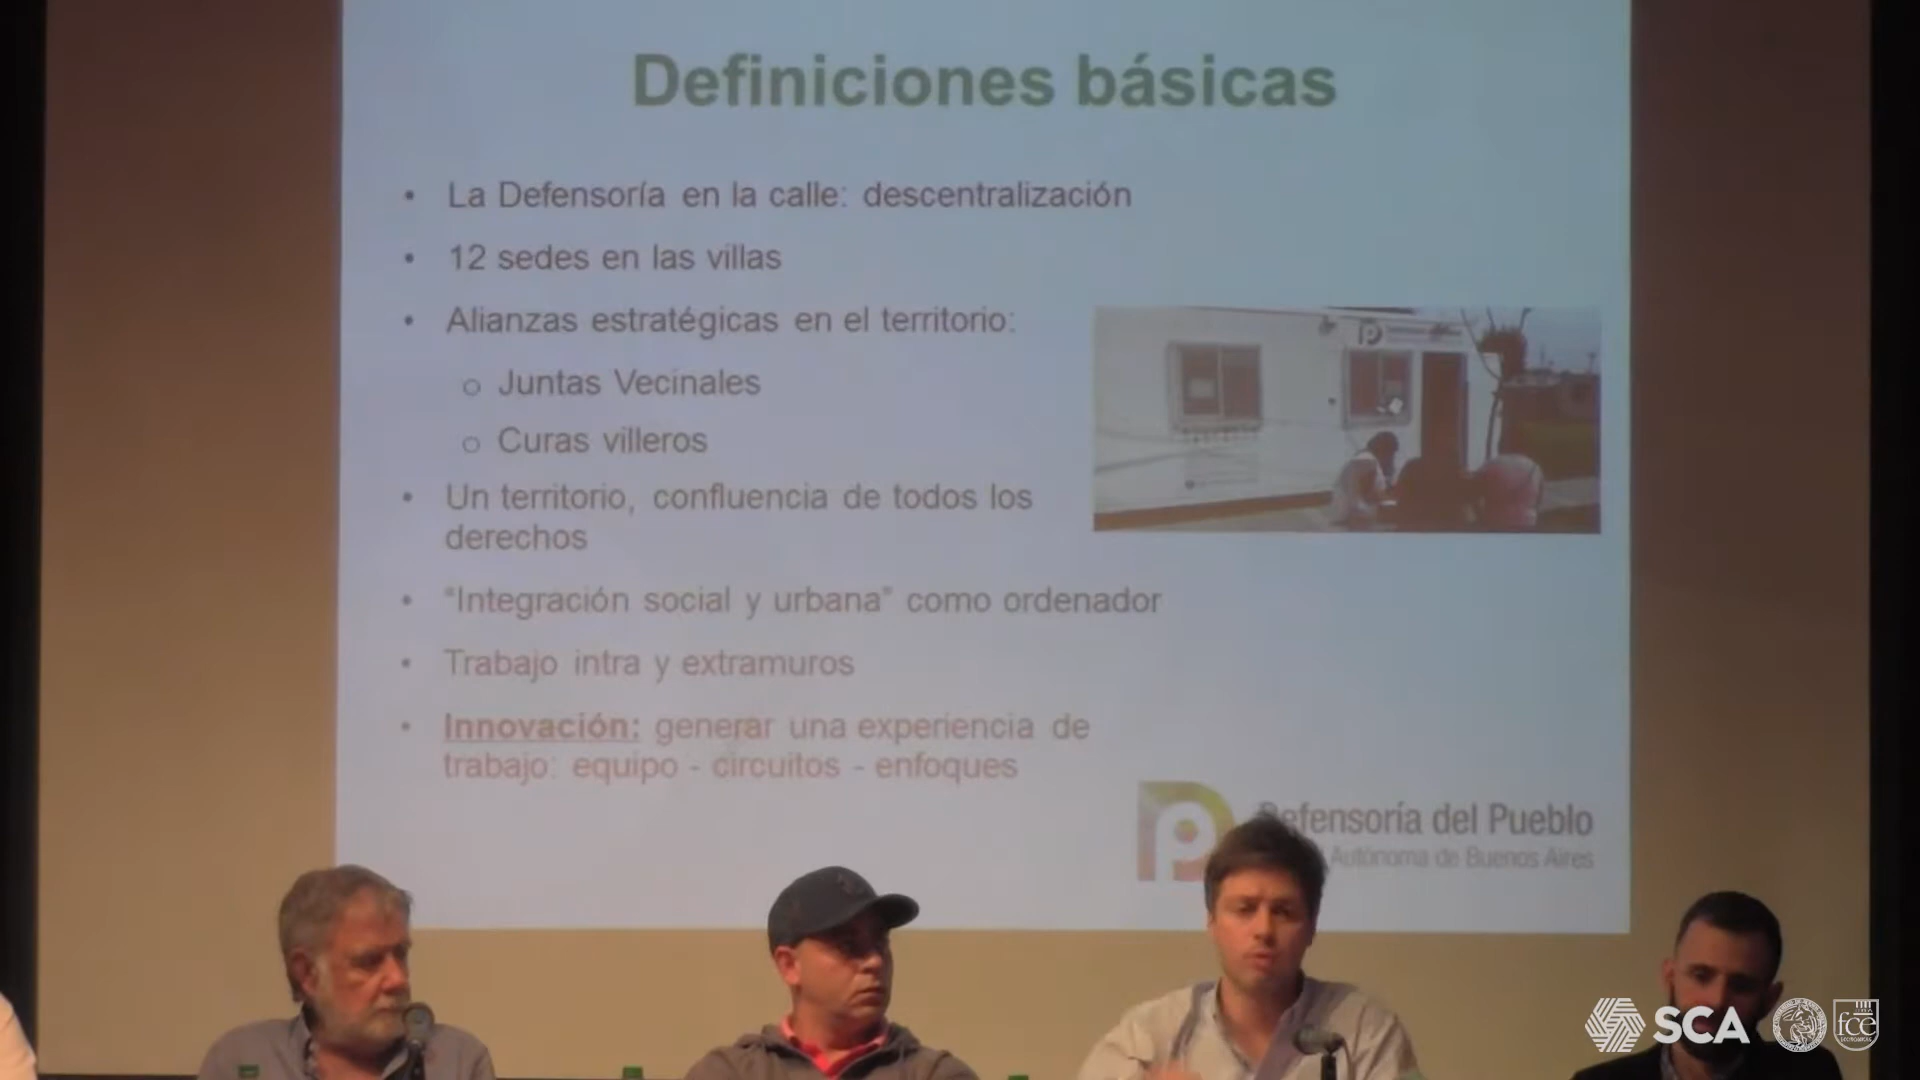 Definiciones básicas
• La Defensoría en la calle: descentralización
• 12 sedes en las villas
• Alianzas estratégicas en el territorio:
o Juntas Vecinales
o Curas villeros
• Un territorio, confluencia de todos los
derechos
• "Integración social y urbana" como ordenador
• Trabajo intra y extramuros
• Innovación: generar una experiencia de
trabajo: equipo - circuitos - enfoques
Defensoría del Pueblo
Autónoma de Buenos Aires
SCA
fce